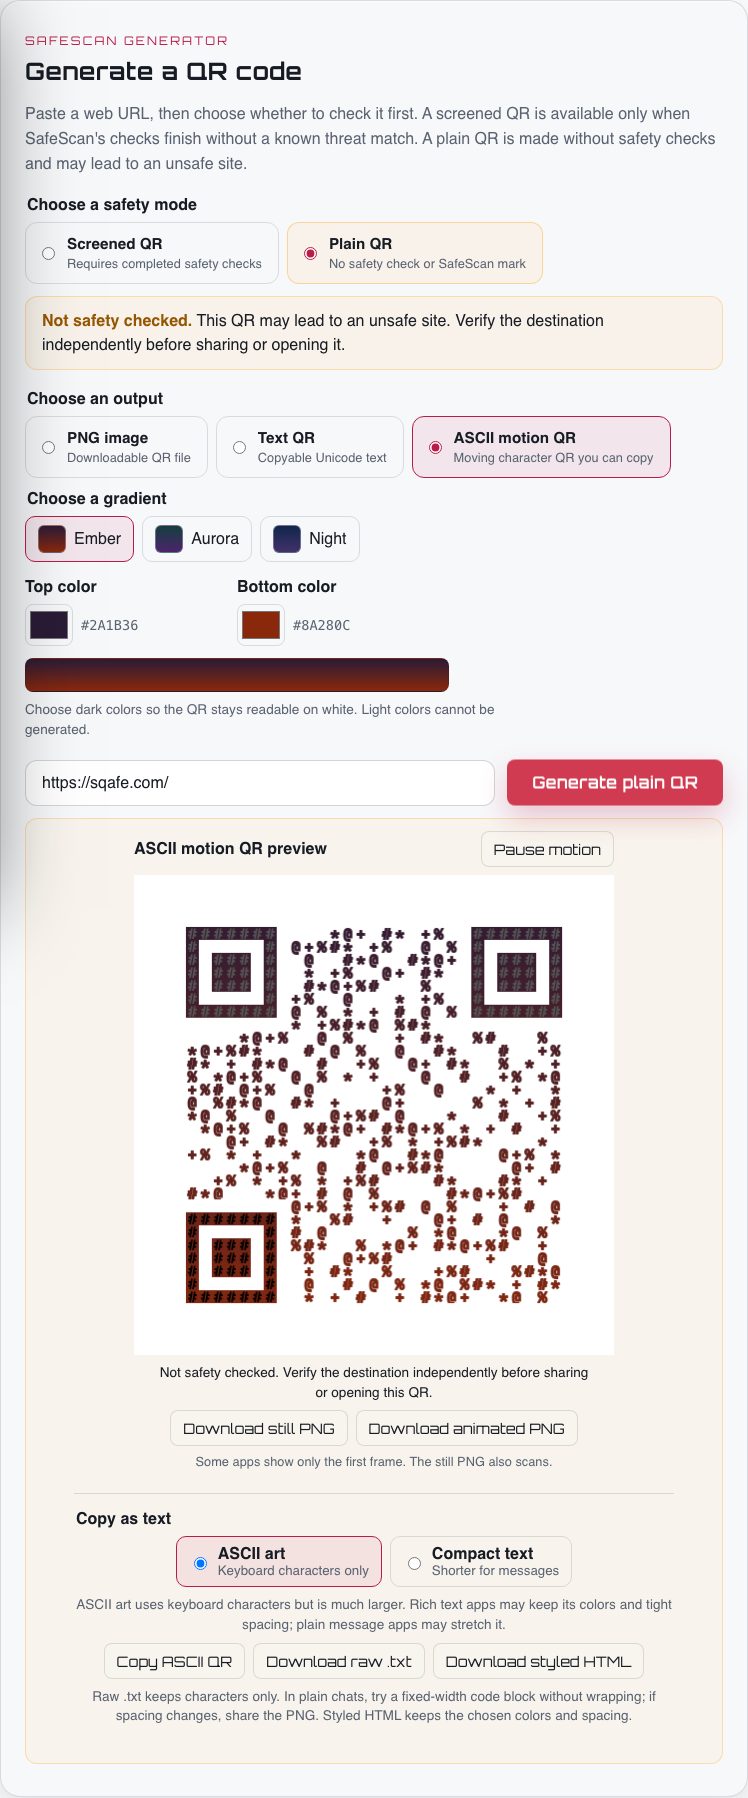 SAFESCAN GENERATOR
Generate a QR code
Paste a web URL, then choose whether to check it first. A screened QR is available only when
SafeScan's checks finish without a known threat match. A plain QR is made without safety checks
and may lead to an unsafe site.
Choose a safety mode
Screened QR
Requires completed safety checks
Plain QR
No safety check or SafeScan mark
Not safety checked. This QR may lead to an unsafe site. Verify the destination
independently before sharing or opening it.
Choose an output
PNG image
Downloadable QR file
Text QR
Copyable Unicode text
ASCII motion QR
Moving character QR you can copy
Choose a gradient
Ember
Aurora
Night
Top color
Bottom color
#2A1B36
#8A280C
Choose dark colors so the QR stays readable on white. Light colors cannot be
generated.
https://sqafe.com/
Generate plain QR
ASCII motion QR preview
Pause motion
Not safety checked. Verify the destination independently before sharing
or opening this QR.
Download still PNG
Download animated PNG
Some apps show only the first frame. The still PNG also scans.
Copy as text
ASCII art
Keyboard characters only
Compact text
Shorter for messages
ASCII art uses keyboard characters but is much larger. Rich text apps may keep its colors and tight
spacing; plain message apps may stretch it.
Copy ASCII QR
Download raw .txt
Download styled HTML
Raw .txt keeps characters only. In plain chats, try a fixed-width code block without wrapping; if
spacing changes, share the PNG. Styled HTML keeps the chosen colors and spacing.